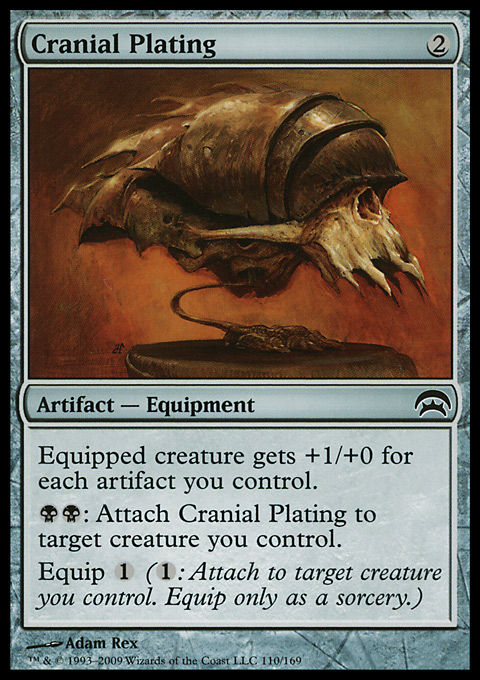 Cranial Plating 2
Artifact — Equipment
Equipped creature gets +1/+0 for
each artifact you control.
: Attach Cranial Plating to
target creature you control.
Equip 1 (1: Attach to target creature
you control. Equip only as a sorcery.)
Adam Rex
™ & © 1993–2009 Wizards of the Coast LLC 110/169